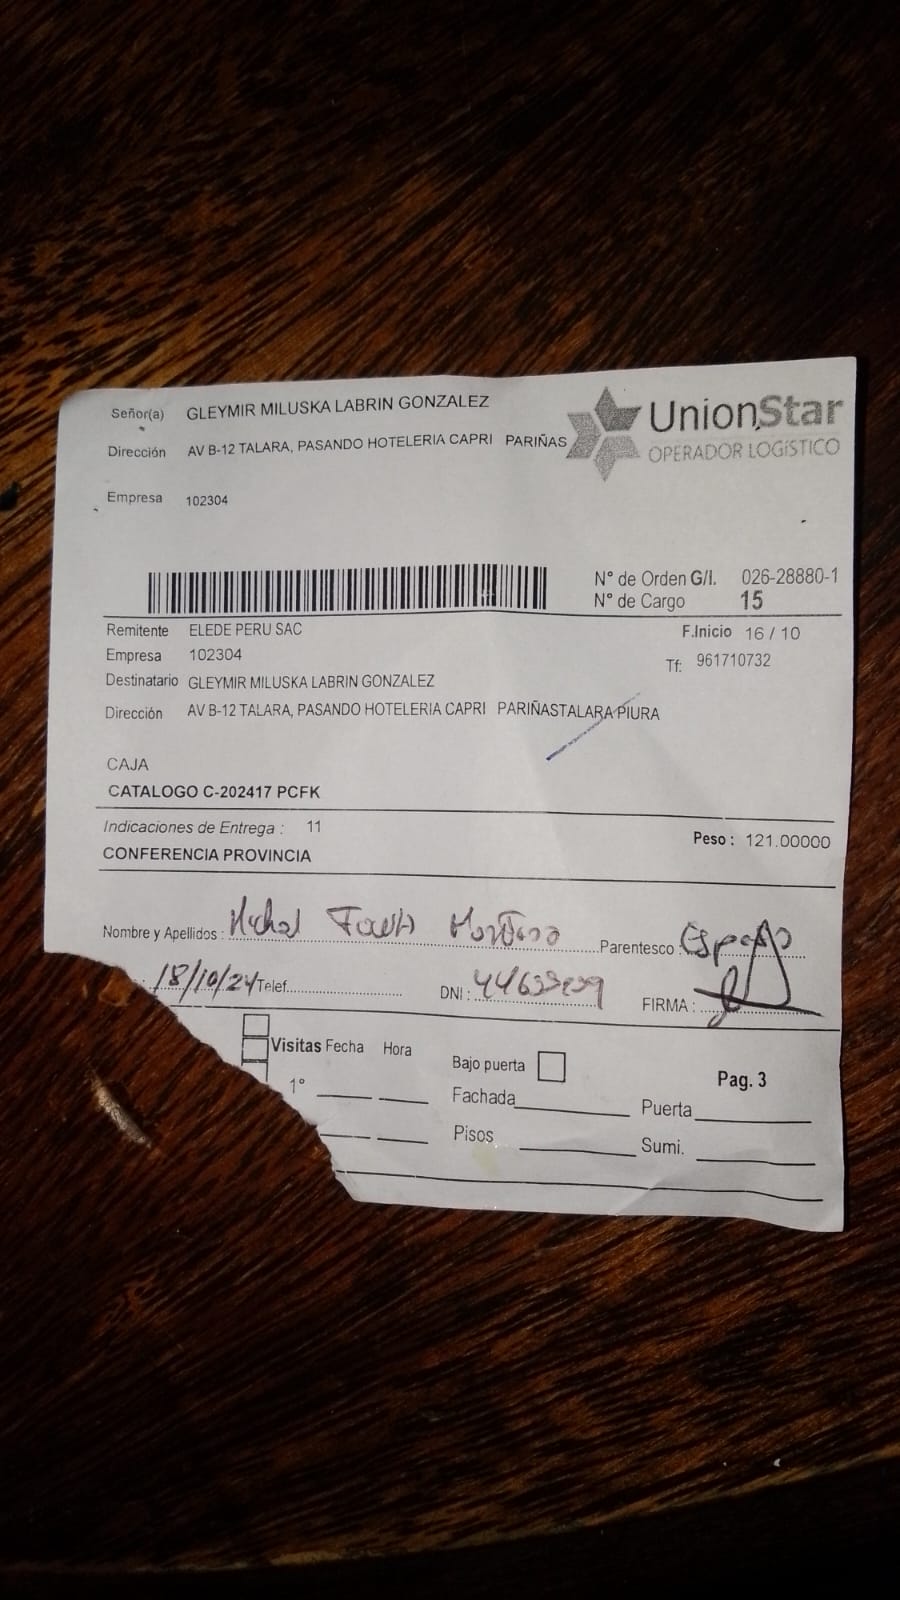 Señor(a) GLEYMIR MILUSKA LABRIN GONZALEZ
UnionStar
OPERADOR LOGÍSTICO
Dirección AV B-12 TALARA, PASANDO HOTELERIA CAPRI PARIÑAS
Empresa 102304
N° de Orden G/I. 026-28880-1
N° de Cargo 15
Remitente ELEDE PERU SAC
F.Inicio 16 / 10
Empresa 102304
Tf: 961710732
Destinatario GLEYMIR MILUSKA LABRIN GONZALEZ
Dirección AV B-12 TALARA, PASANDO HOTELERIA CAPRI PARIÑASTALARA PIURA
CAJA
CATALOGO C-202417 PCFK
Indicaciones de Entrega : 11
Peso : 121.00000
CONFERENCIA PROVINCIA
Nombre y Apellidos : Parentesco : Esposo
18/10/24 Telef.
DNI :
FIRMA :
Visitas Fecha Hora
Bajo puerta
Pag. 3
1°
Fachada
Puerta
Pisos
Sumi.